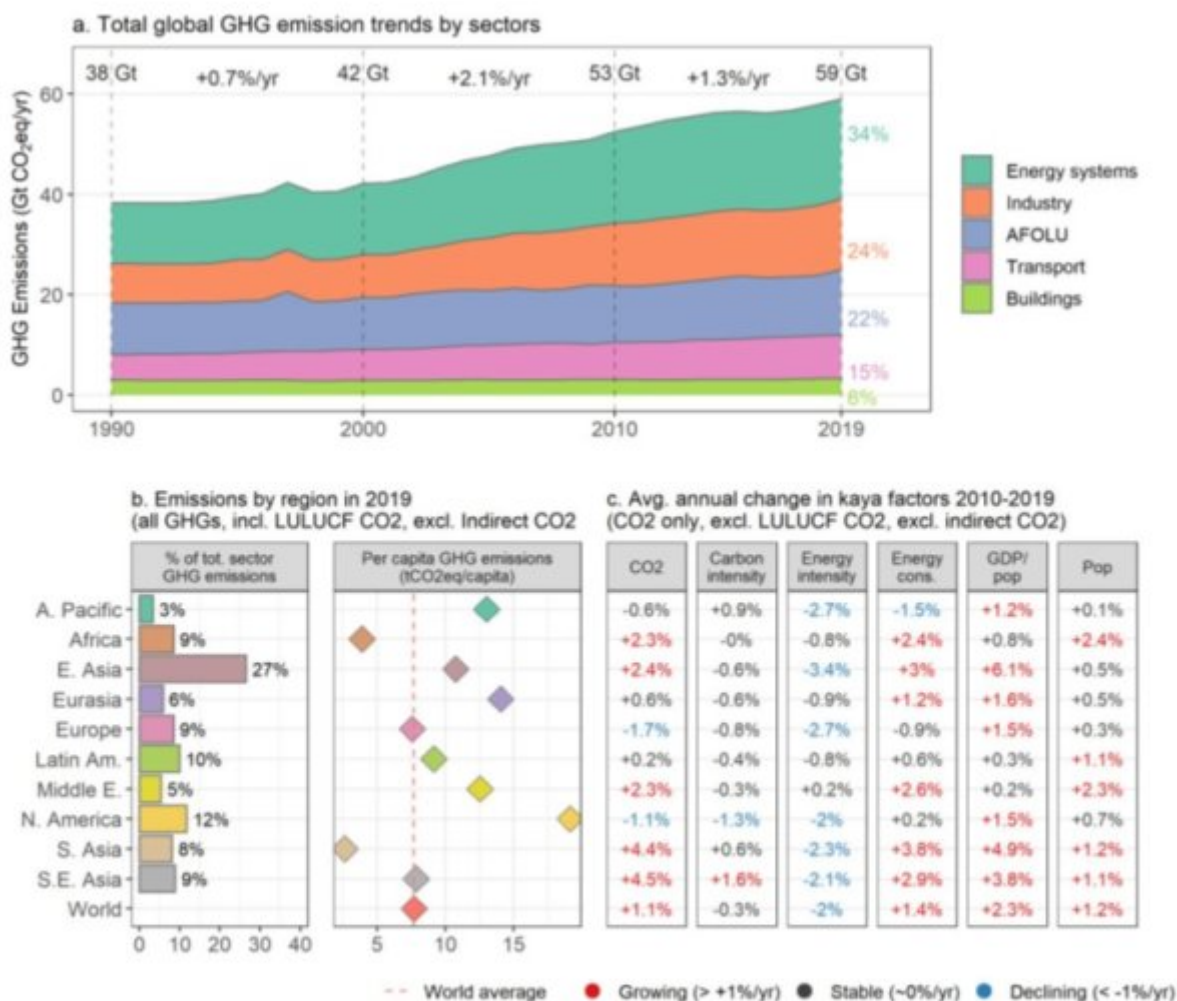 a. Total global GHG emission trends by sectors
38 Gt +0.7%/yr 42 Gt +2.1%/yr 53 Gt +1.3%/yr 59 Gt
GHG Emissions (Gt CO₂eq/yr)
60
40
20
0
34%
24%
22%
15%
6%
1990 2000 2010 2019
Energy systems
Industry
AFOLU
Transport
Buildings
b. Emissions by region in 2019
(all GHGs, incl. LULUCF CO2, excl. Indirect CO2
% of tot. sector
GHG emissions
Per capita GHG emissions
(tCO2eq/capita)
c. Avg. annual change in kaya factors 2010-2019
(CO2 only, excl. LULUCF CO2, excl. indirect CO2)
CO2 Carbon intensity Energy intensity Energy cons. GDP/ pop Pop
A. Pacific 3% -0.6% +0.9% -2.7% -1.5% +1.2% +0.1%
Africa 9% +2.3% -0% -0.8% +2.4% +0.8% +2.4%
E. Asia 27% +2.4% -0.6% -3.4% +3% +6.1% +0.5%
Eurasia 6% +0.6% -0.6% -0.9% +1.2% +1.6% +0.5%
Europe 9% -1.7% -0.8% -2.7% -0.9% +1.5% +0.3%
Latin Am. 10% +0.2% -0.4% -0.8% +0.6% +0.3% +1.1%
Middle E. 5% +2.3% -0.3% +0.2% +2.6% +0.2% +2.3%
N. America 12% -1.1% -1.3% -2% +0.2% +1.5% +0.7%
S. Asia 8% +4.4% +0.6% -2.3% +3.8% +4.9% +1.2%
S.E. Asia 9% +4.5% +1.6% -2.1% +2.9% +3.8% +1.1%
World +1.1% -0.3% -2% +1.4% +2.3% +1.2%
0 10 20 30 40 5 10 15
World average Growing (> +1%/yr) Stable (~0%/yr) Declining (< -1%/yr)